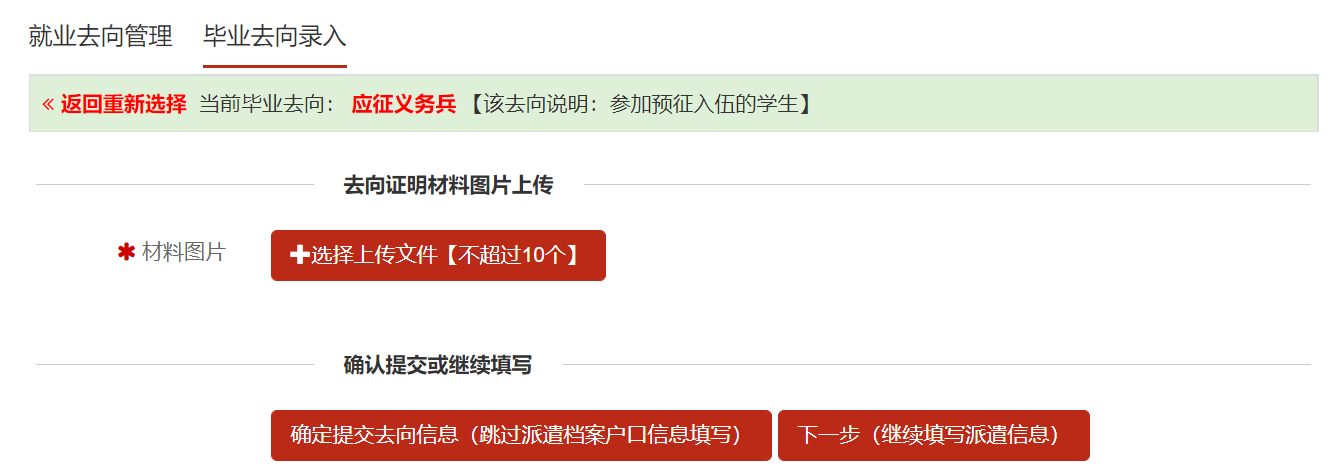 就业去向管理 毕业去向录入
« 返回重新选择 当前毕业去向： 应征义务兵 【该去向说明：参加预征入伍的学生】
去向证明材料图片上传
✱ 材料图片 ✚选择上传文件【不超过10个】
确认提交或继续填写
确定提交去向信息（跳过派遣档案户口信息填写） 下一步（继续填写派遣信息）